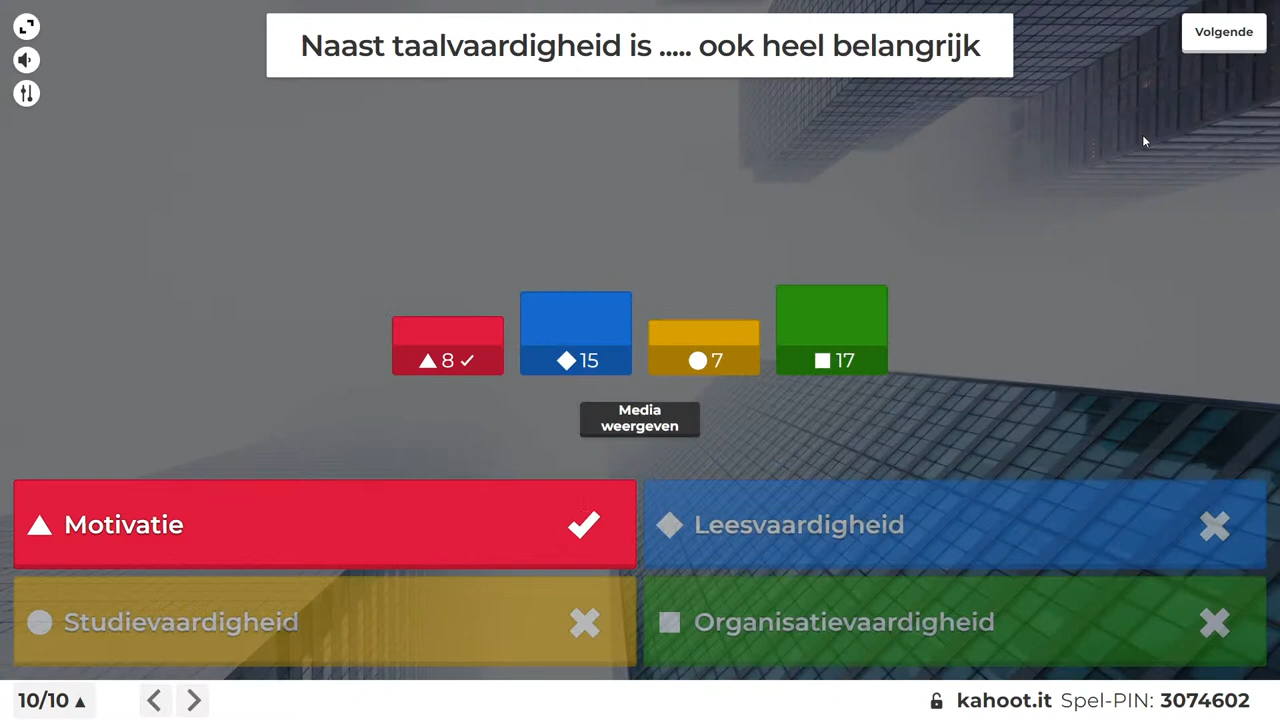 Naast taalvaardigheid is ..... ook heel belangrijk
Volgende
8
15
7
17
Media
weergeven
Motivatie
Leesvaardigheid
Studievaardigheid
Organisatievaardigheid
10/10
kahoot.it Spel-PIN: 3074602